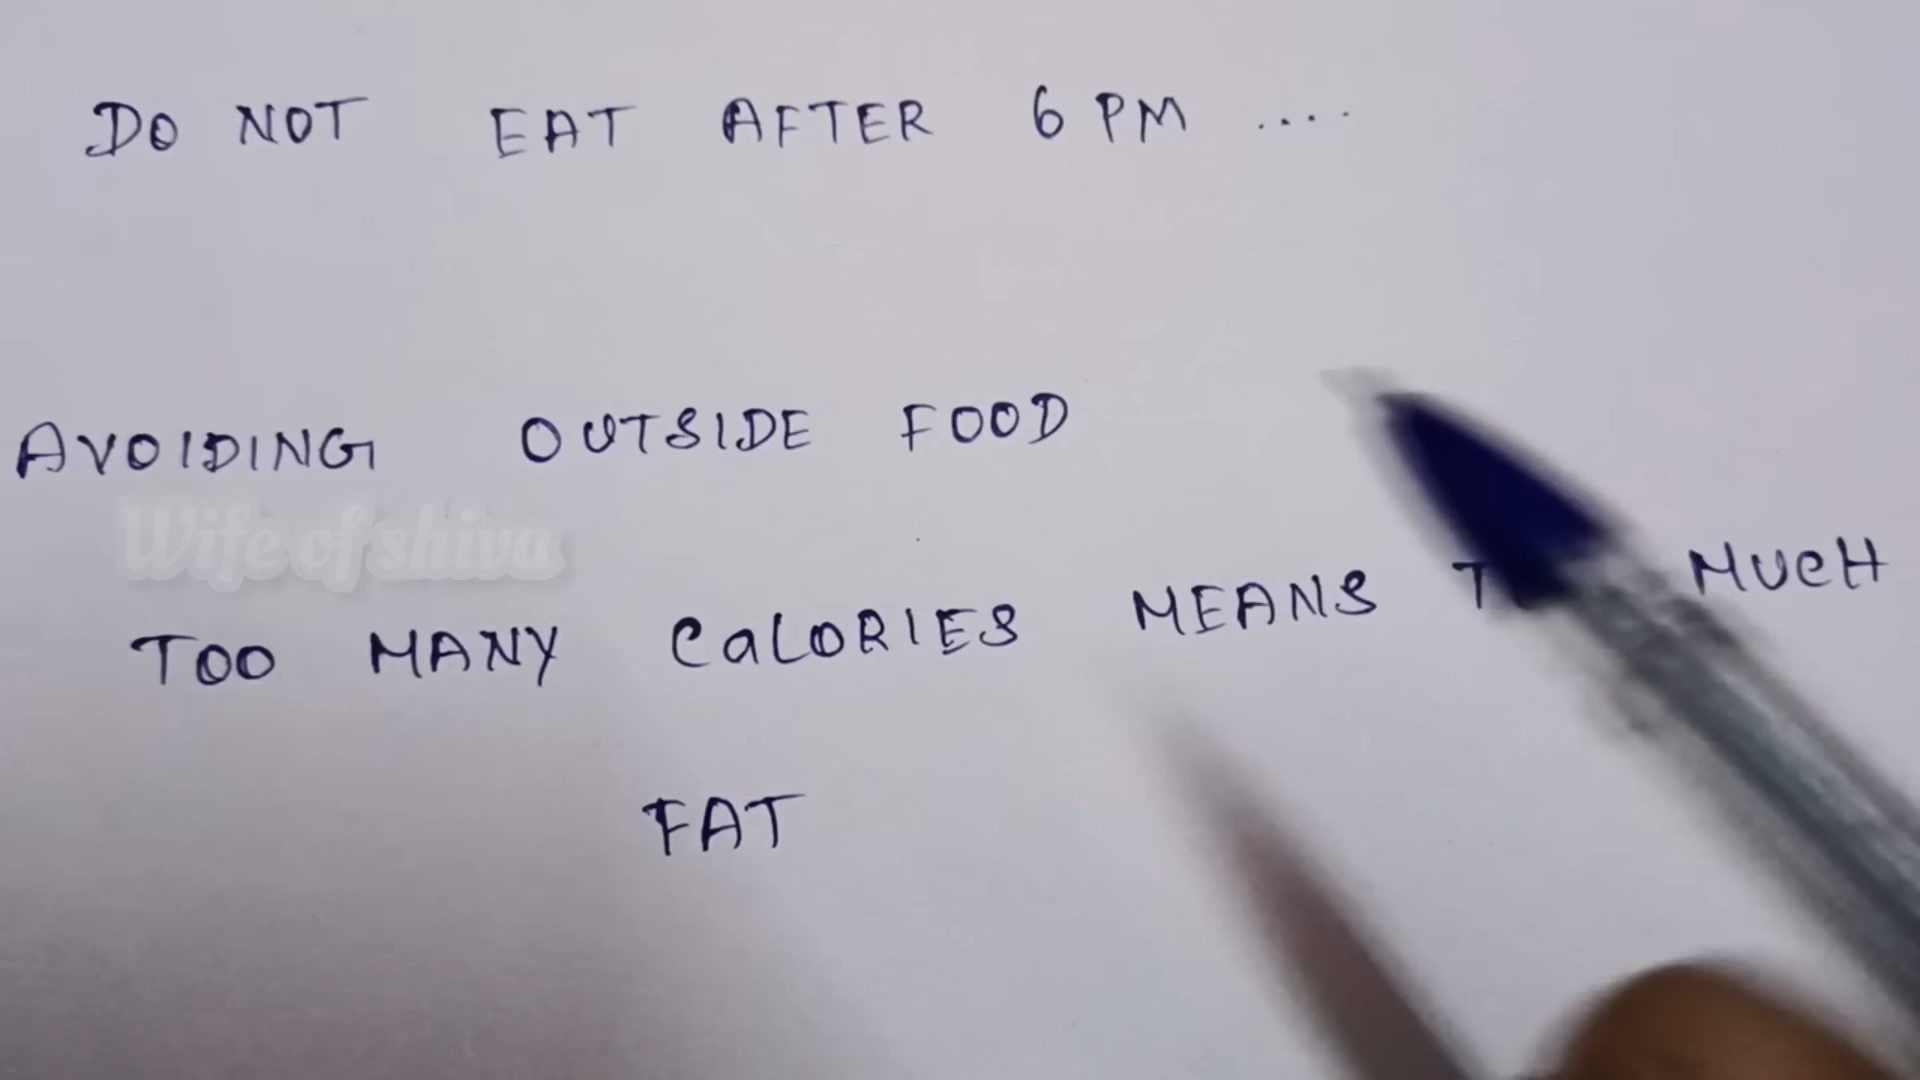 DO NOT EAT AFTER 6 PM ....
AVOIDING OUTSIDE FOOD
Wife of shiva
TOO MANY CaLORIES MEANS MUCH
FAT